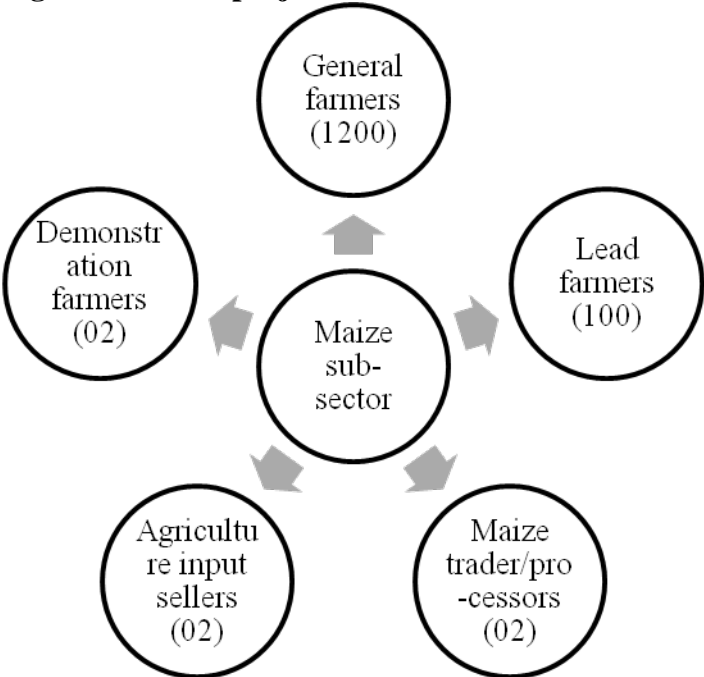 General
farmers
(1200)
Demonstr
ation
farmers
(02)
Lead
farmers
(100)
Maize
sub-
sector
Agricultu
re input
sellers
(02)
Maize
trader/pro
-cessors
(02)